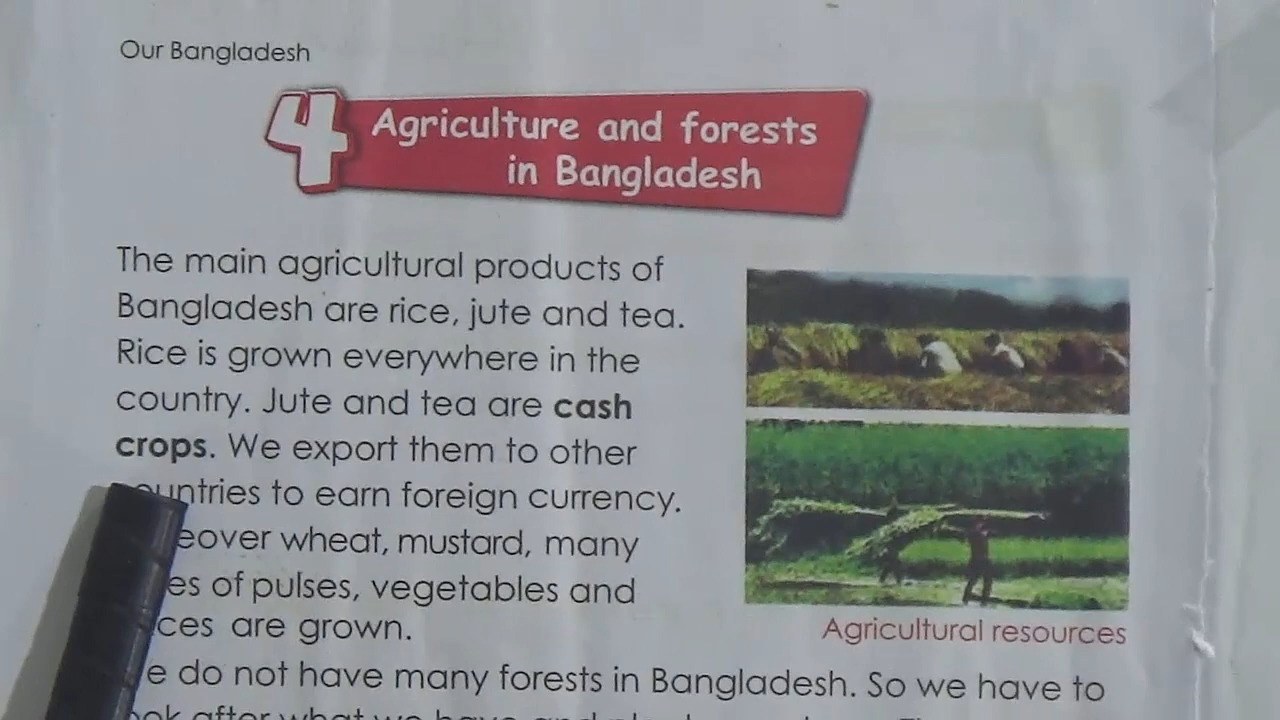 Our Bangladesh
4
Agriculture and forests
in Bangladesh
The main agricultural products of
Bangladesh are rice, jute and tea.
Rice is grown everywhere in the
country. Jute and tea are cash
crops. We export them to other
countries to earn foreign currency.
eover wheat, mustard, many
es of pulses, vegetables and
ces are grown.
Agricultural resources
e do not have many forests in Bangladesh. So we have to